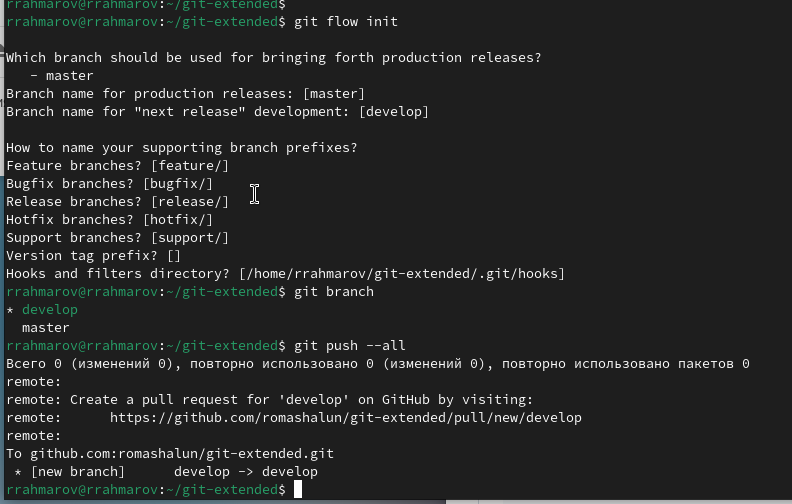 rrahmarov@rrahmarov:~/git-extended$
rrahmarov@rrahmarov:~/git-extended$ git flow init
Which branch should be used for bringing forth production releases?
   - master
Branch name for production releases: [master]
Branch name for "next release" development: [develop]
How to name your supporting branch prefixes?
Feature branches? [feature/]
Bugfix branches? [bugfix/]
Release branches? [release/]
Hotfix branches? [hotfix/]
Support branches? [support/]
Version tag prefix? []
Hooks and filters directory? [/home/rrahmarov/git-extended/.git/hooks]
rrahmarov@rrahmarov:~/git-extended$ git branch
* develop
  master
rrahmarov@rrahmarov:~/git-extended$ git push --all
Всего 0 (изменений 0), повторно использовано 0 (изменений 0), повторно использовано пакетов 0
remote:
remote: Create a pull request for 'develop' on GitHub by visiting:
remote:      https://github.com/romashalun/git-extended/pull/new/develop
remote:
To github.com:romashalun/git-extended.git
 * [new branch]      develop -> develop
rrahmarov@rrahmarov:~/git-extended$